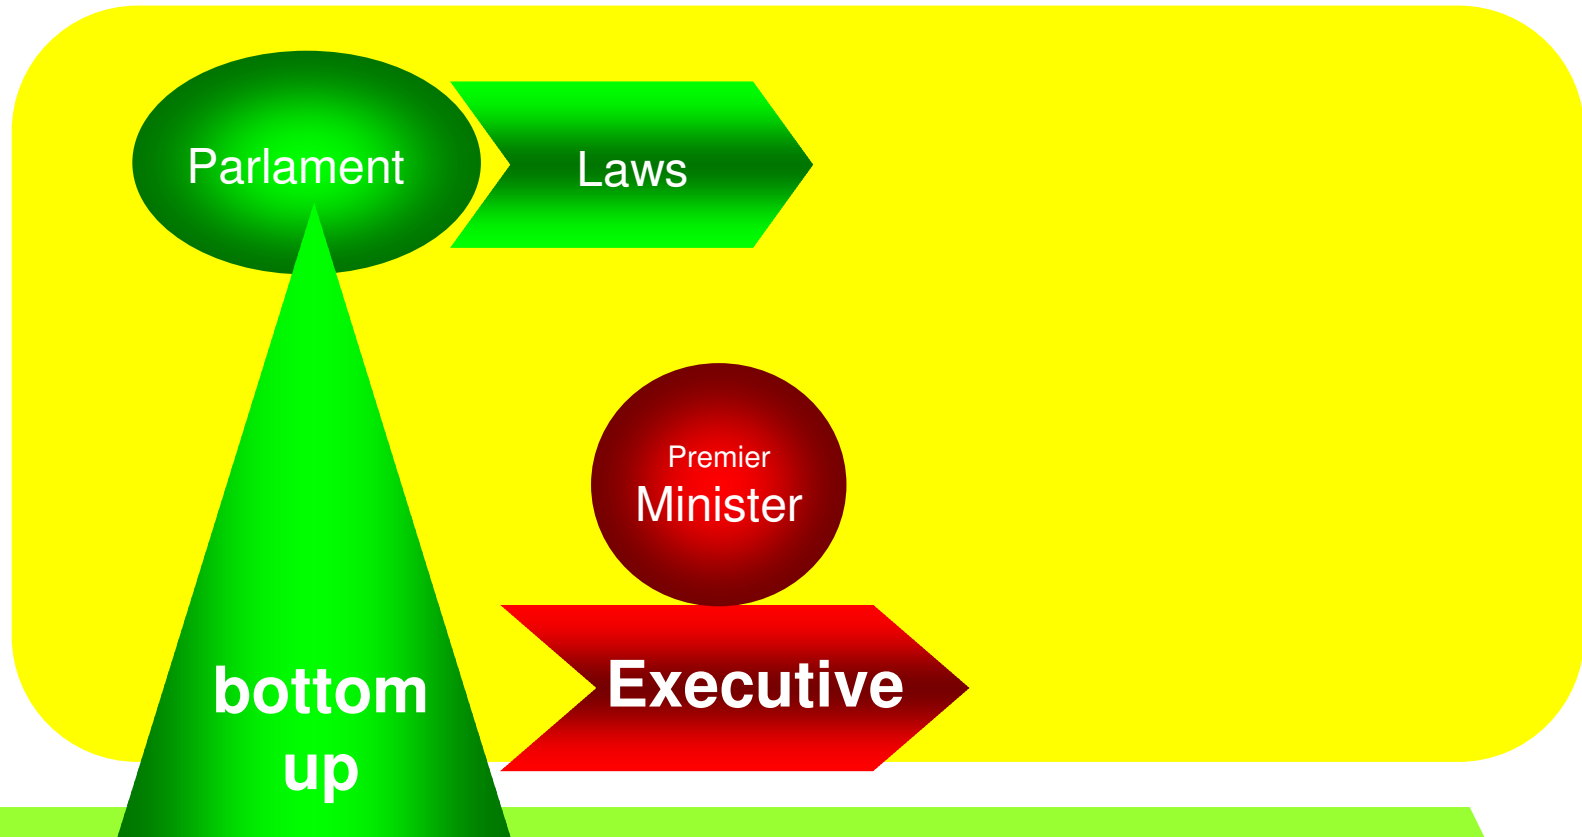 Parlament
Laws
Premier
Minister
Executive
bottom
up